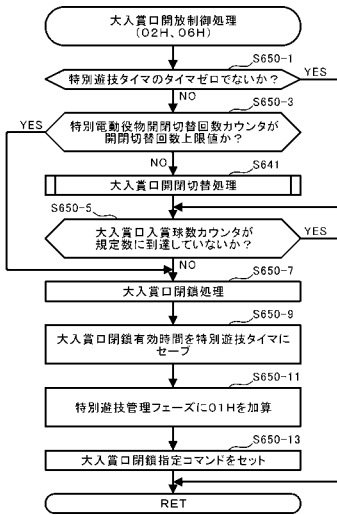 大入賞口開放制御処理
(02H、06H)
S650-1
特別遊技タイマのタイマゼロでないか？
YES
NO
S650-3
YES
特別電動役物開閉切替回数カウンタが
開閉切替回数上限値か？
NO
S641
大入賞口開閉切替処理
S650-5
大入賞口入賞球数カウンタが
規定数に到達していないか？
YES
NO
S650-7
大入賞口閉鎖処理
S650-9
大入賞口閉鎖有効時間を特別遊技タイマに
セーブ
S650-11
特別遊技管理フェーズに01Hを加算
S650-13
大入賞口閉鎖指定コマンドをセット
RET